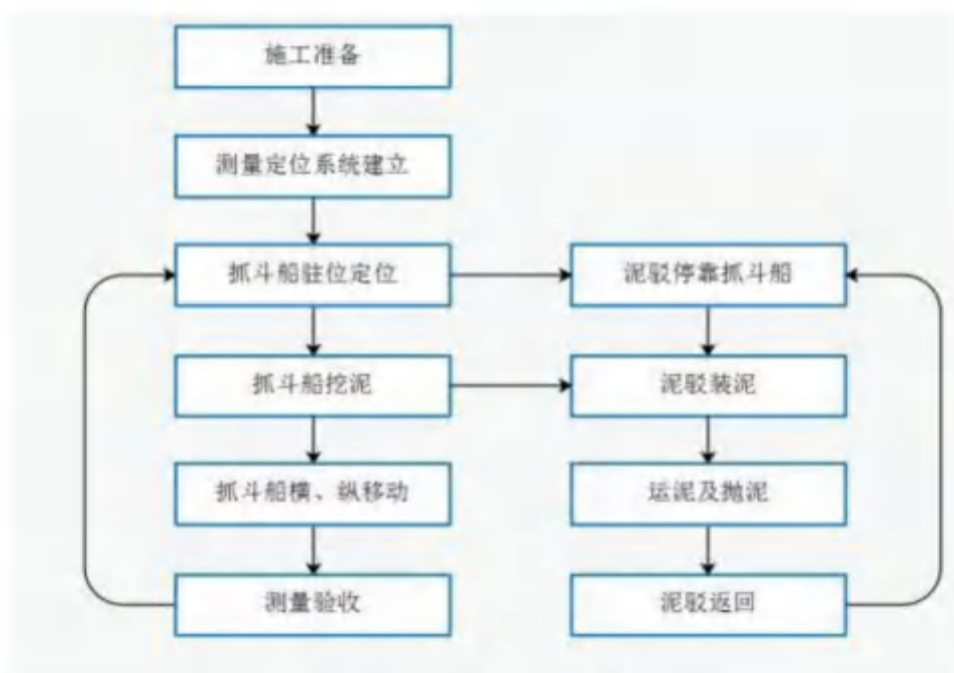 施工准备
测量定位系统建立
抓斗船驻位定位
泥驳停靠抓斗船
抓斗船挖泥
泥驳装泥
抓斗船横、纵移动
运泥及抛泥
测量验收
泥驳返回